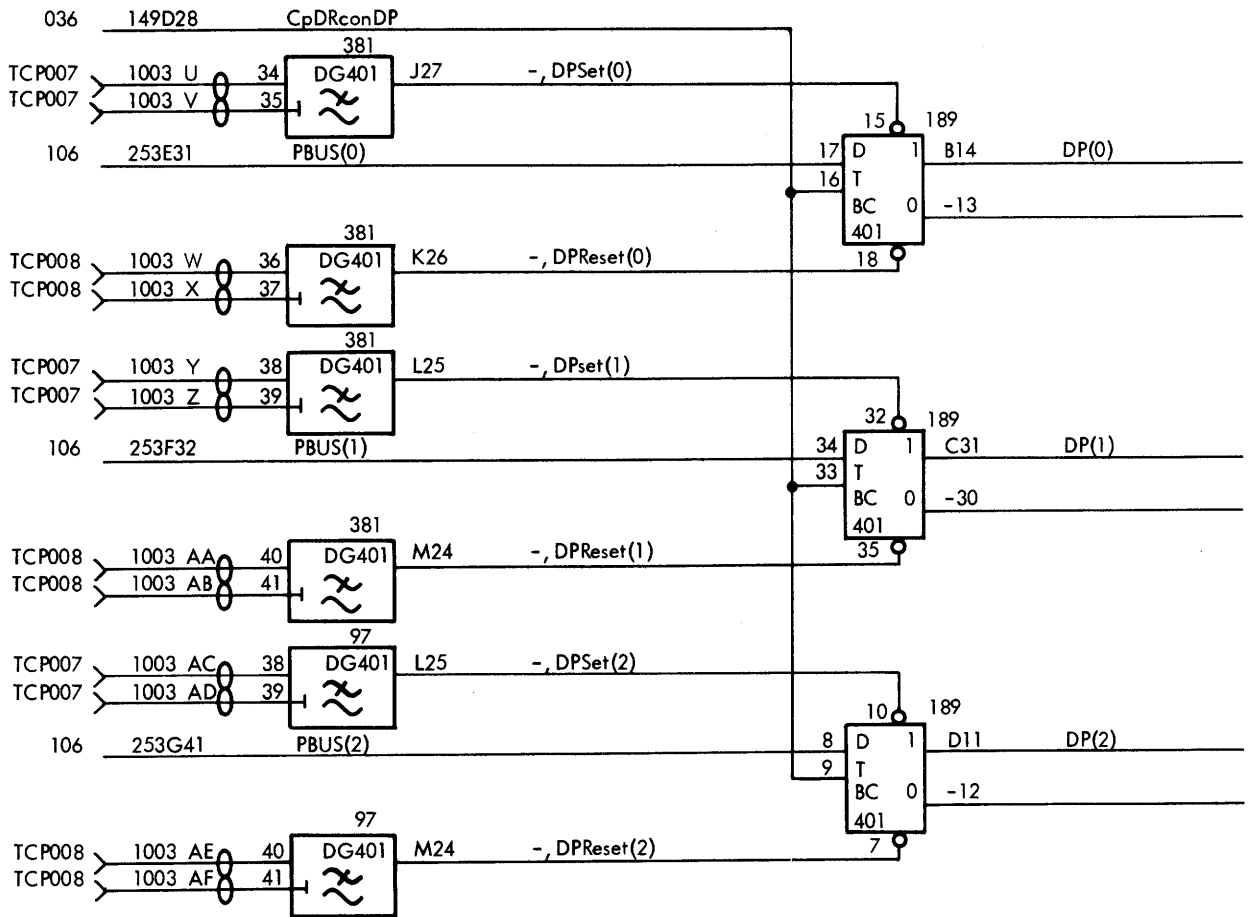 036 149D28 CpDRconDP
381
TCP007 1003 U 34 DG401 J27 -, DPSet(0)
TCP007 1003 V 35
15 189
106 253E31 PBUS(0) 17 D 1 B14 DP(0)
16 T
BC 0 -13
401
381
TCP008 1003 W 36 DG401 K26 -, DPReset(0) 18
TCP008 1003 X 37
381
TCP007 1003 Y 38 DG401 L25 -, DPset(1)
TCP007 1003 Z 39
32 189
106 253F32 PBUS(1) 34 D 1 C31 DP(1)
33 T
BC 0 -30
401
381
TCP008 1003 AA 40 DG401 M24 -, DPReset(1) 35
TCP008 1003 AB 41
97
TCP007 1003 AC 38 DG401 L25 -, DPSet(2)
TCP007 1003 AD 39
10 189
106 253G41 PBUS(2) 8 D 1 D11 DP(2)
9 T
BC 0 -12
401
97
TCP008 1003 AE 40 DG401 M24 -, DPReset(2) 7
TCP008 1003 AF 41